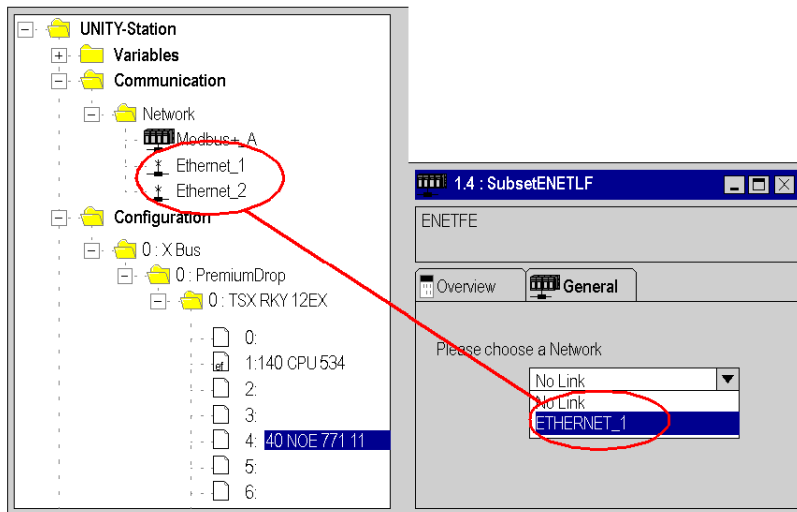 UNITY-Station
Variables
Communication
Network
Modbus+_A
Ethernet_1
Ethernet_2
Configuration
0 : X Bus
0 : PremiumDrop
0 : TSX RKY 12EX
0:
1:140 CPU 534
2:
3:
4: 40 NOE 771 11
5:
6:
1.4 : SubsetENETLF
ENETFE
Overview
General
Please choose a Network
No Link
No Link
ETHERNET_1